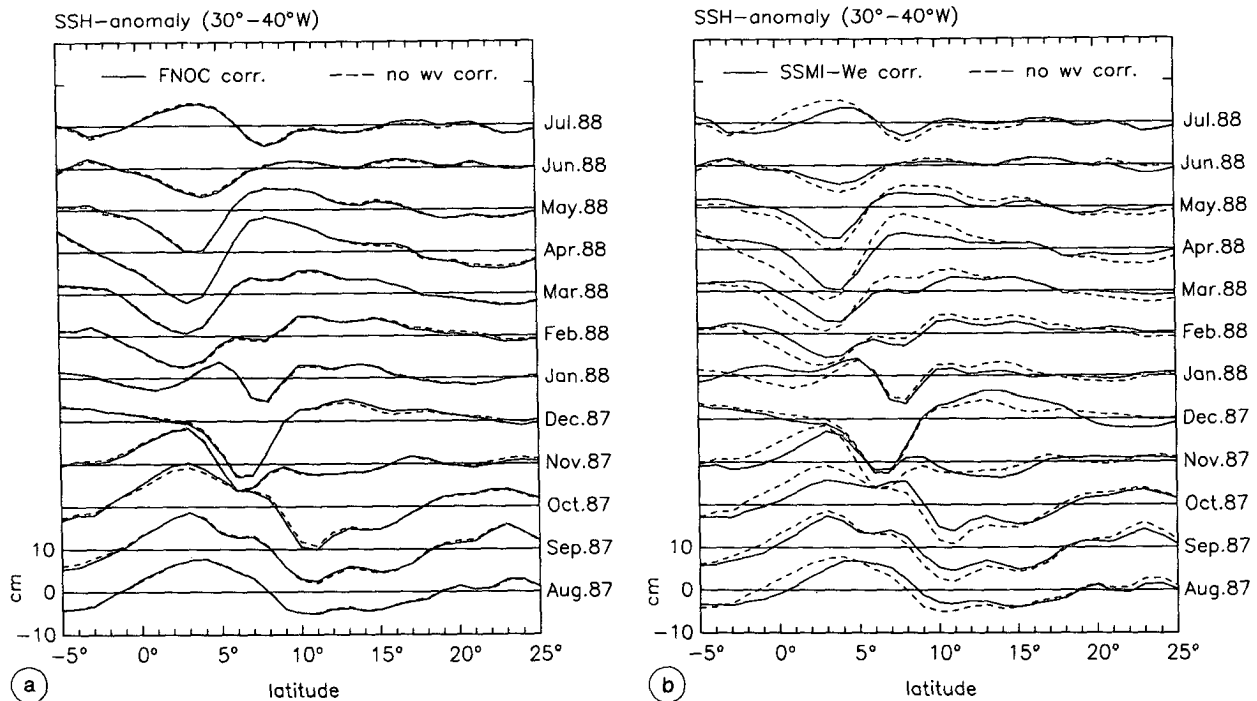 SSH-anomaly (30°-40°W)
FNOC corr.
no wv corr.
Jul.88
Jun.88
May.88
Apr.88
Mar.88
Feb.88
Jan.88
Dec.87
Nov.87
Oct.87
Sep.87
Aug.87
10
0
-10
cm
-5°
0°
5°
10°
15°
20°
25°
latitude
a
SSH-anomaly (30°-40°W)
SSMI-We corr.
no wv corr.
Jul.88
Jun.88
May.88
Apr.88
Mar.88
Feb.88
Jan.88
Dec.87
Nov.87
Oct.87
Sep.87
Aug.87
10
0
-10
cm
-5°
0°
5°
10°
15°
20°
25°
latitude
b